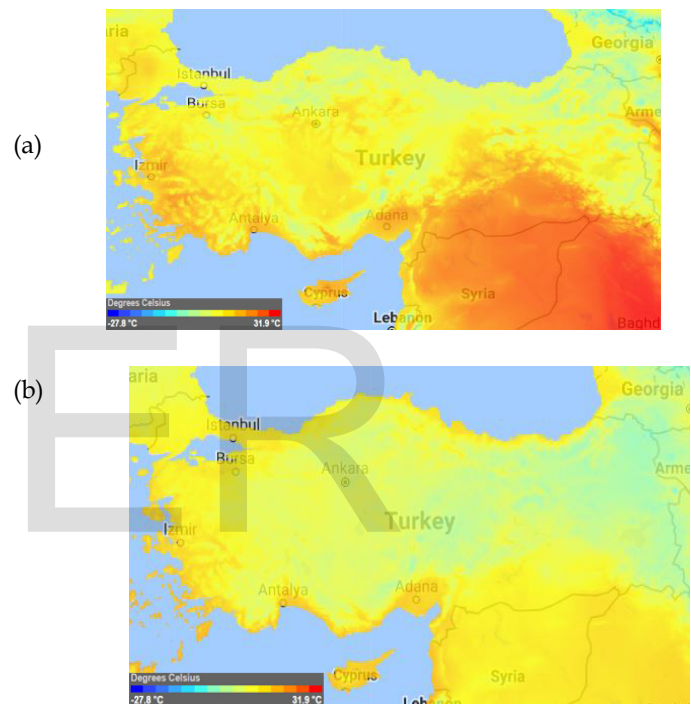 (a)
aria
Georgia
Istanbul
Bursa
Ankara
Arme
Turkey
Izmir
Antalya
Adana
Cyprus
Syria
Degrees Celsius
-27.8 °C 31.9 °C
Lebanon
Baghd
ER
(b)
aria
Georgia
Istanbul
Bursa
Ankara
Arme
Turkey
Izmir
Antalya
Adana
Cyprus
Syria
Degrees Celsius
-27.8 °C 31.9 °C
Leban